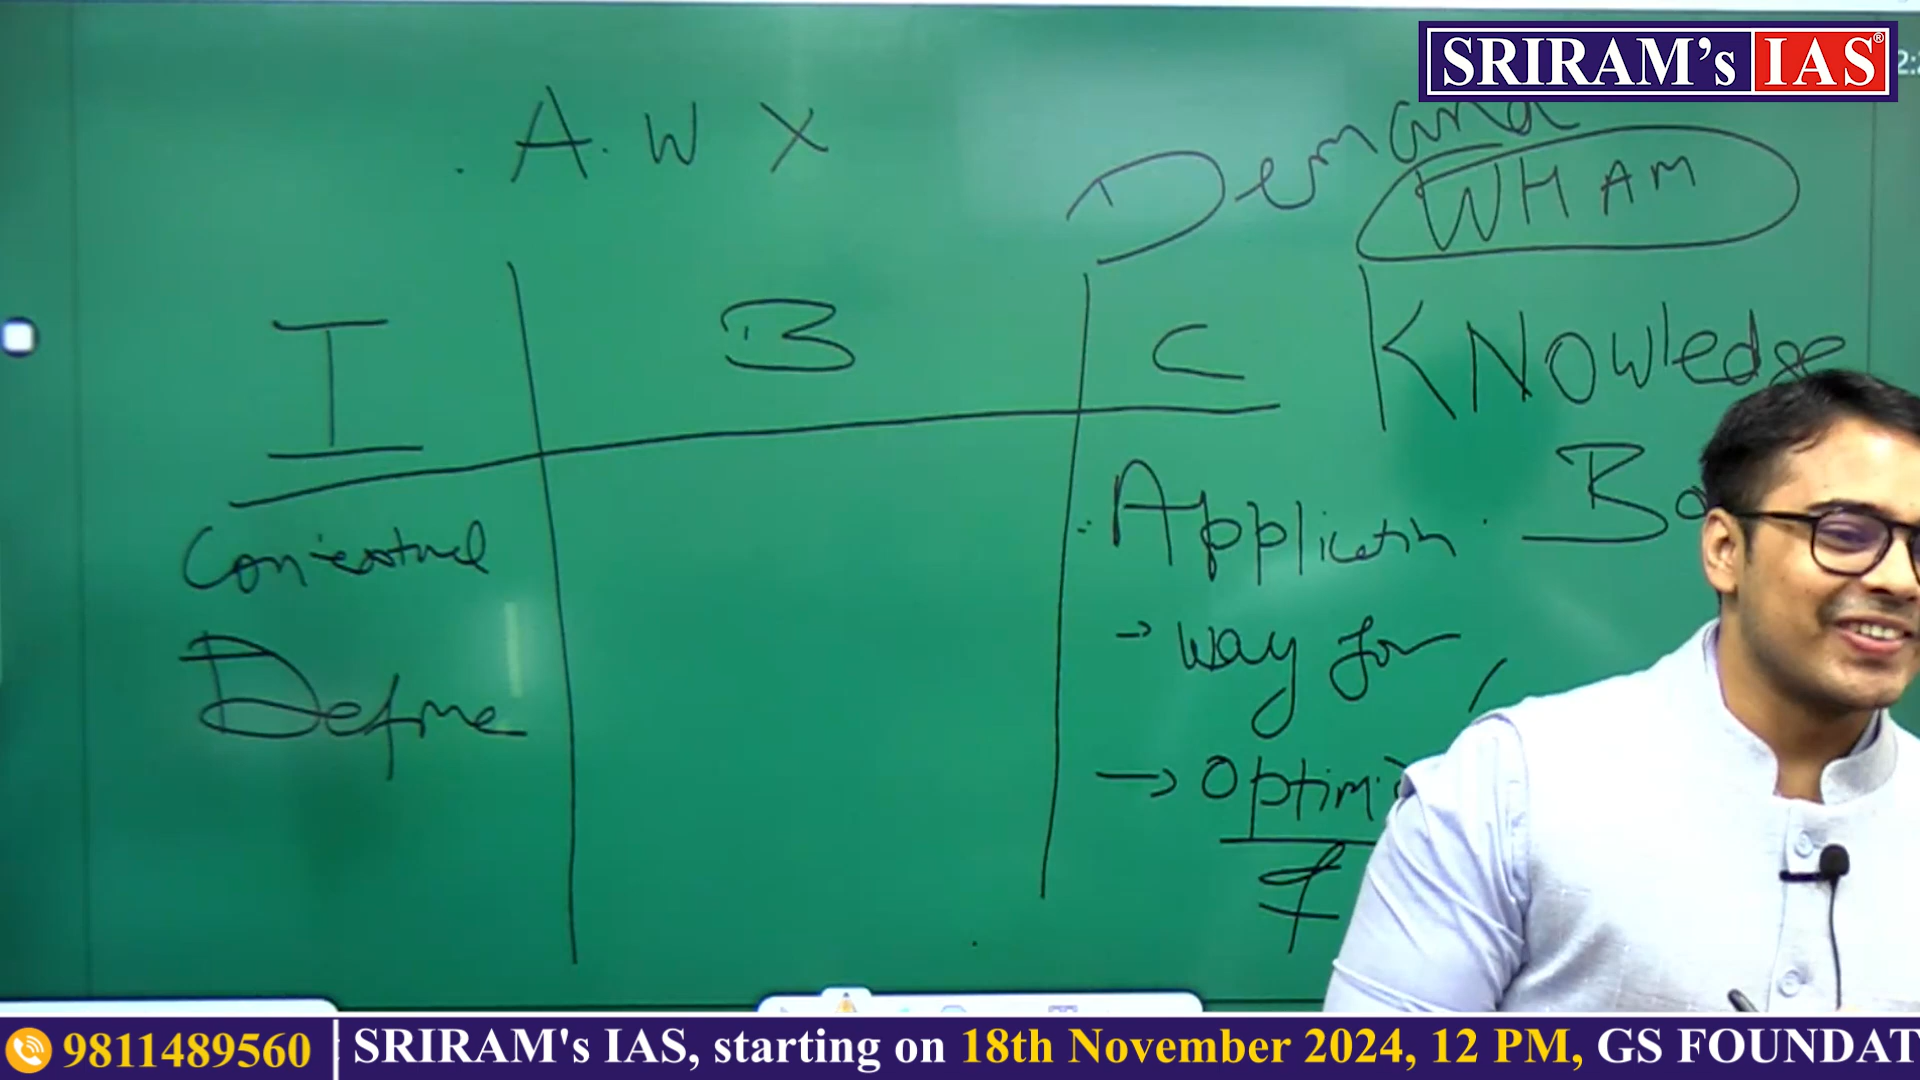 SRIRAM's IAS®
A. W X
Demand
WHAM
I B C
KNowledge
Contextual
Define
Application
→ Way for
→ Optimi
9811489560 SRIRAM's IAS, starting on 18th November 2024, 12 PM, GS FOUNDAT